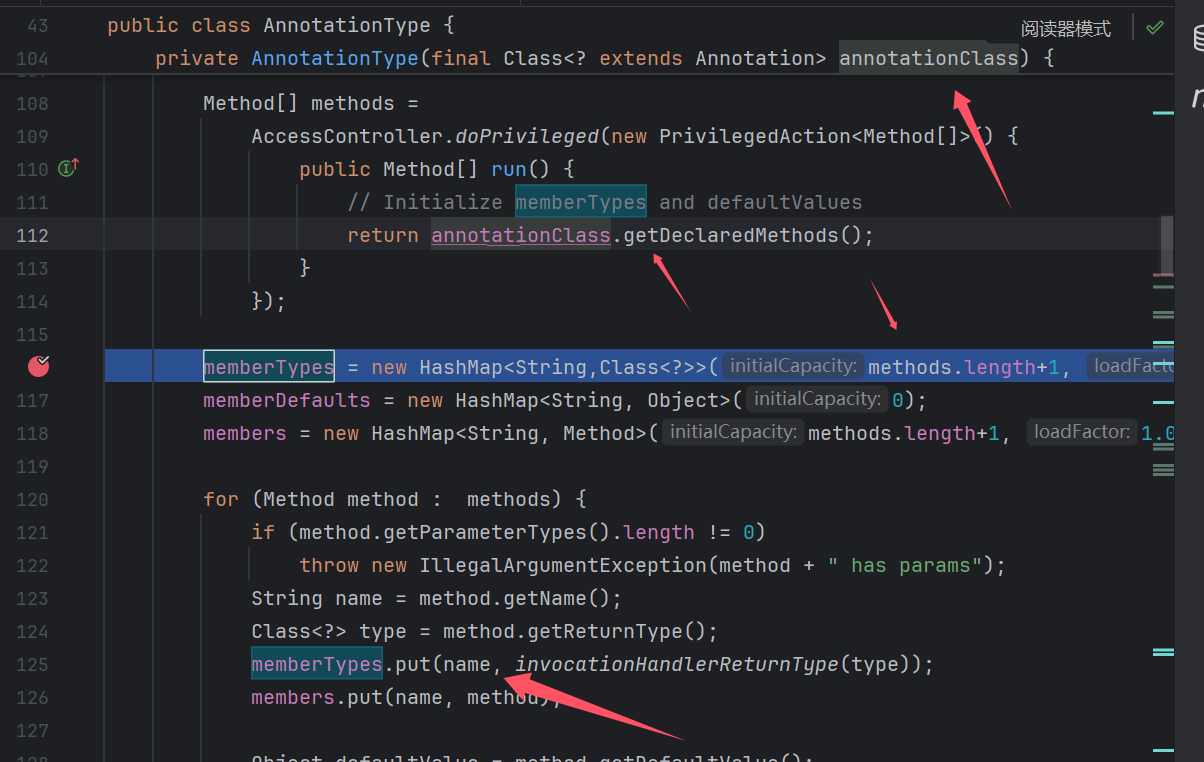 43 public class AnnotationType {
阅读器模式
104 private AnnotationType(final Class<? extends Annotation> annotationClass) {
108 Method[] methods =
109 AccessController.doPrivileged(new PrivilegedAction<Method[]>() {
110 public Method[] run() {
111 // Initialize memberTypes and defaultValues
112 return annotationClass.getDeclaredMethods();
113 }
114 });
115
memberTypes = new HashMap<String,Class<?>>( initialCapacity: methods.length+1, loadFacto
117 memberDefaults = new HashMap<String, Object>( initialCapacity: 0);
118 members = new HashMap<String, Method>( initialCapacity: methods.length+1, loadFactor: 1.0
119
120 for (Method method :  methods) {
121 if (method.getParameterTypes().length != 0)
122 throw new IllegalArgumentException(method + " has params");
123 String name = method.getName();
124 Class<?> type = method.getReturnType();
125 memberTypes.put(name, invocationHandlerReturnType(type));
126 members.put(name, method);
127
128 Object defaultValue = method.getDefaultValue();